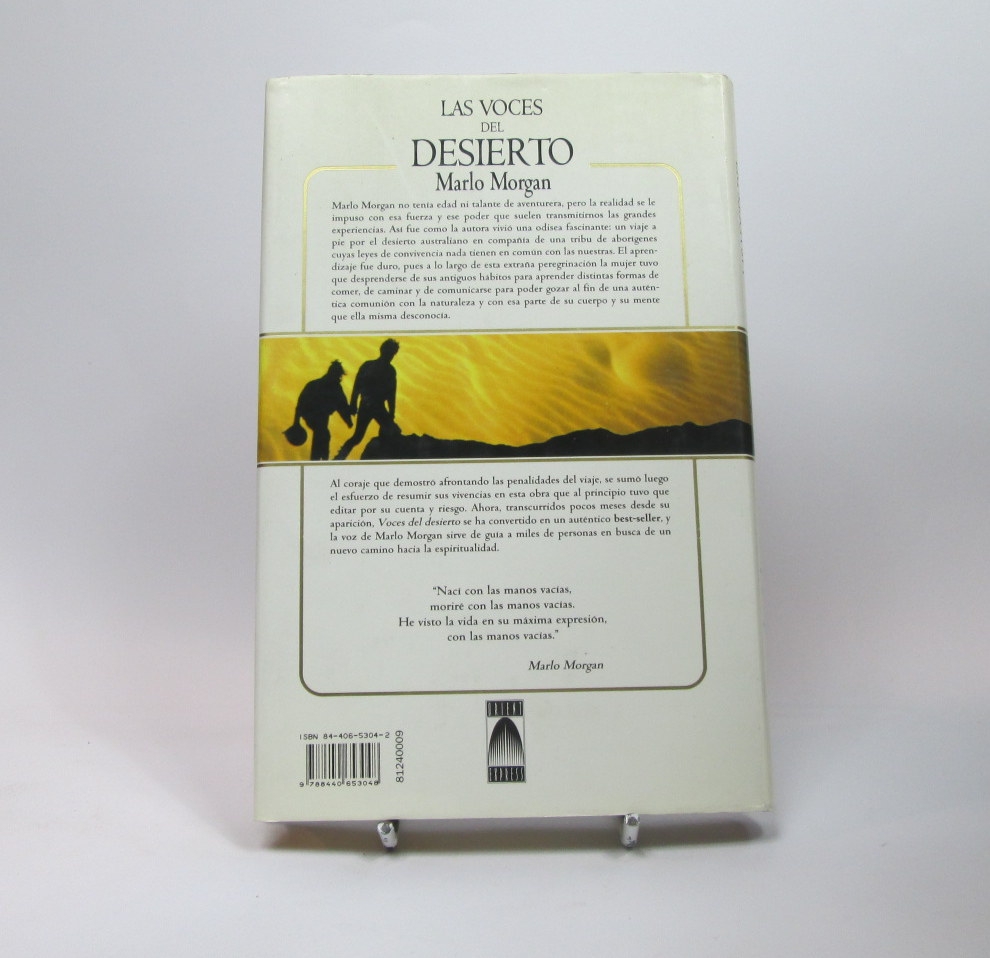 LAS VOCES
DEL
DESIERTO
Marlo Morgan
Marlo Morgan no tenía edad ni talante de aventurera, pero la realidad se le
impuso con esa fuerza y ese poder que suelen transmitirnos las grandes
experiencias. Así fue como la autora vivió una odisea fascinante: un viaje a
pie por el desierto australiano en compañía de una tribu de aborígenes
cuyas leyes de convivencia nada tienen en común con las nuestras. El apren-
dizaje fue duro, pues a lo largo de esta extraña peregrinación la mujer tuvo
que desprenderse de sus antiguos hábitos para aprender distintas formas de
comer, de caminar y de comunicarse para poder gozar al fin de una autén-
tica comunión con la naturaleza y con esa parte de su cuerpo y su mente
que ella misma desconocía.
Al coraje que demostró afrontando las penalidades del viaje, se sumó luego
el esfuerzo de resumir sus vivencias en esta obra que al principio tuvo que
editar por su cuenta y riesgo. Ahora, transcurridos pocos meses desde su
aparición, Voces del desierto se ha convertido en un auténtico best-seller, y
la voz de Marlo Morgan sirve de guía a miles de personas en busca de un
nuevo camino hacia la espiritualidad.
"Nací con las manos vacías,
moriré con las manos vacías.
He visto la vida en su máxima expresión,
con las manos vacías."
Marlo Morgan
ORIENT
EXPRESS
ISBN 84-406-5304-2
9 788440 653048
81240009